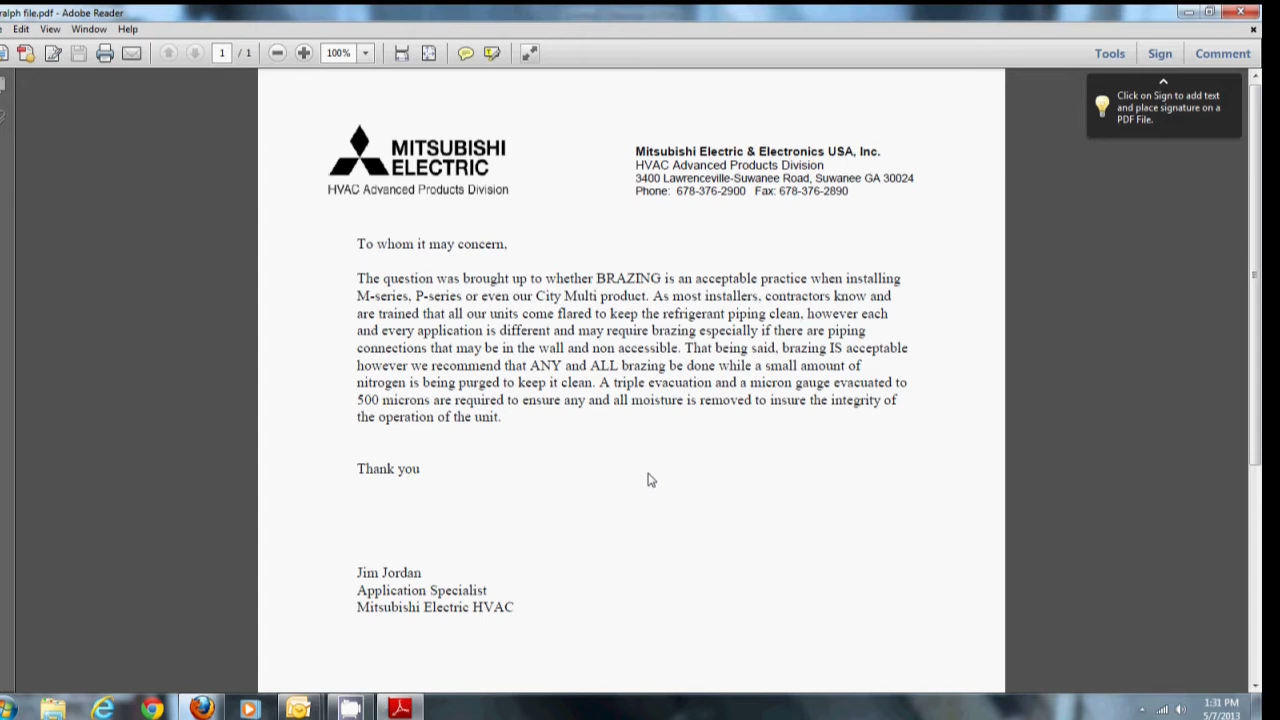 ralph file.pdf - Adobe Reader
Edit View Window Help
1 / 1 100% Tools Sign Comment
Click on Sign to add text
and place signature on a
PDF File.
MITSUBISHI
ELECTRIC
HVAC Advanced Products Division
Mitsubishi Electric & Electronics USA, Inc.
HVAC Advanced Products Division
3400 Lawrenceville-Suwanee Road, Suwanee GA 30024
Phone: 678-376-2900 Fax: 678-376-2890
To whom it may concern,
The question was brought up to whether BRAZING is an acceptable practice when installing
M-series, P-series or even our City Multi product. As most installers, contractors know and
are trained that all our units come flared to keep the refrigerant piping clean, however each
and every application is different and may require brazing especially if there are piping
connections that may be in the wall and non accessible. That being said, brazing IS acceptable
however we recommend that ANY and ALL brazing be done while a small amount of
nitrogen is being purged to keep it clean. A triple evacuation and a micron gauge evacuated to
500 microns are required to ensure any and all moisture is removed to insure the integrity of
the operation of the unit.
Thank you
Jim Jordan
Application Specialist
Mitsubishi Electric HVAC
1:31 PM
5/7/2013